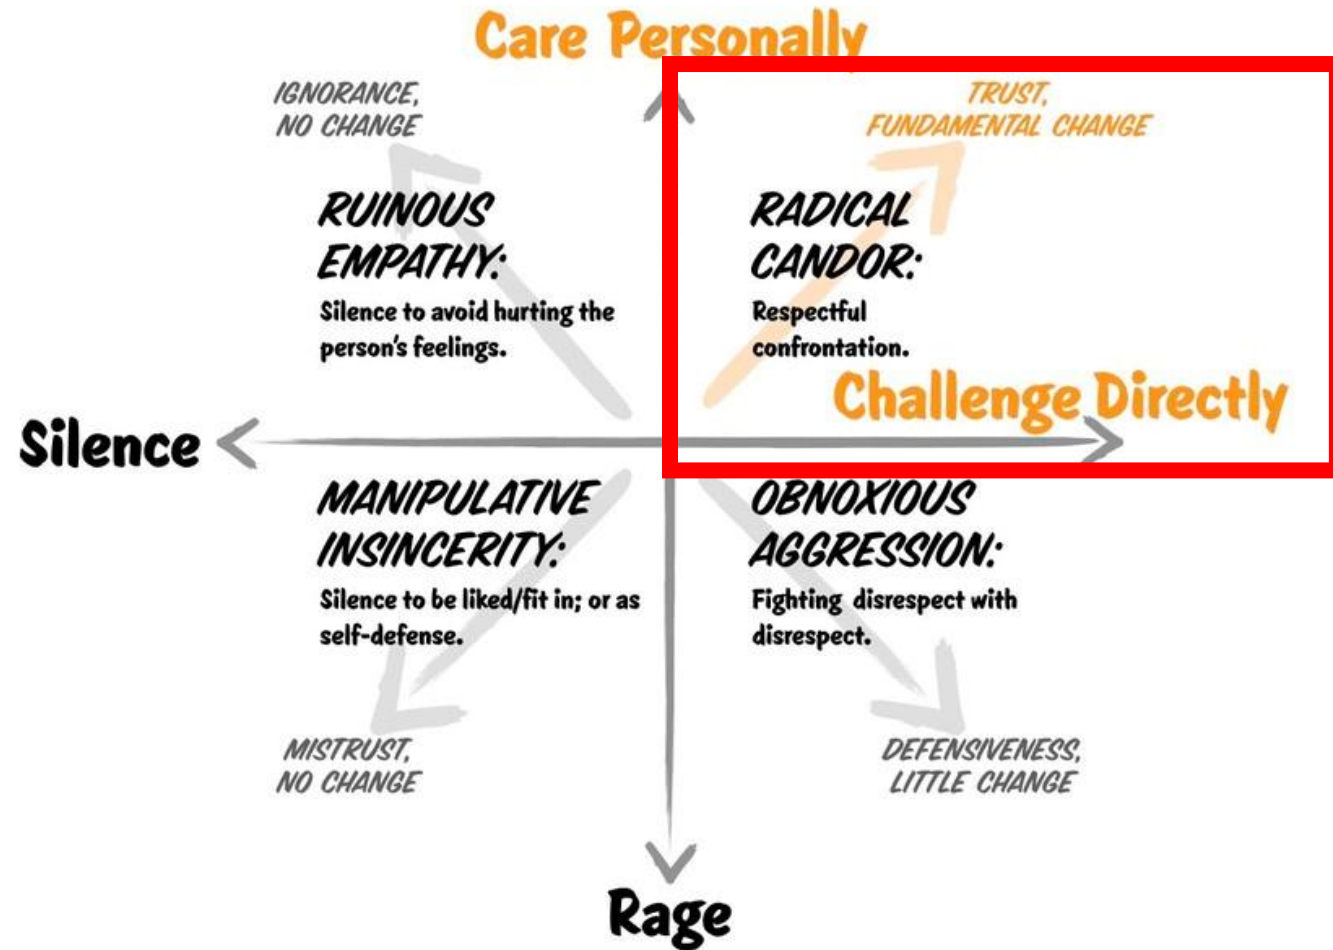 Care Personally
IGNORANCE,
NO CHANGE
TRUST,
FUNDAMENTAL CHANGE
RUINOUS
EMPATHY:
Silence to avoid hurting the
person's feelings.
RADICAL
CANDOR:
Respectful
confrontation.
Challenge Directly
Silence
MANIPULATIVE
INSINCERITY:
Silence to be liked/fit in; or as
self-defense.
OBNOXIOUS
AGGRESSION:
Fighting disrespect with
disrespect.
MISTRUST,
NO CHANGE
DEFENSIVENESS,
LITTLE CHANGE
Rage